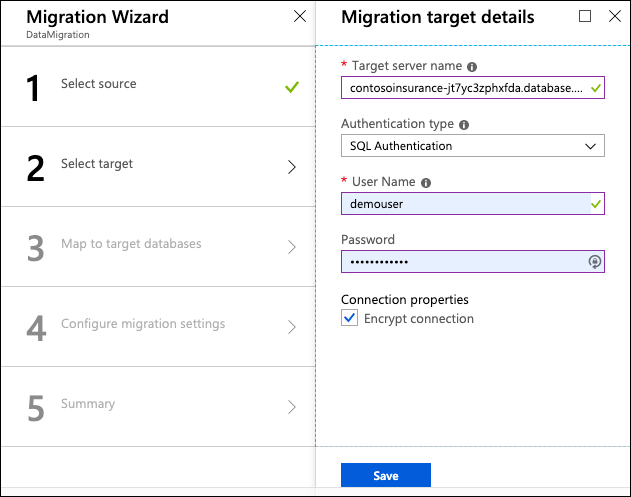 Migration Wizard
DataMigration
1 Select source
2 Select target
3 Map to target databases
4 Configure migration settings
5 Summary
Migration target details
* Target server name
contosoinsurance-jt7yc3zphxfda.database....
Authentication type
SQL Authentication
* User Name
demouser
Password
••••••••••••
Connection properties
Encrypt connection
Save